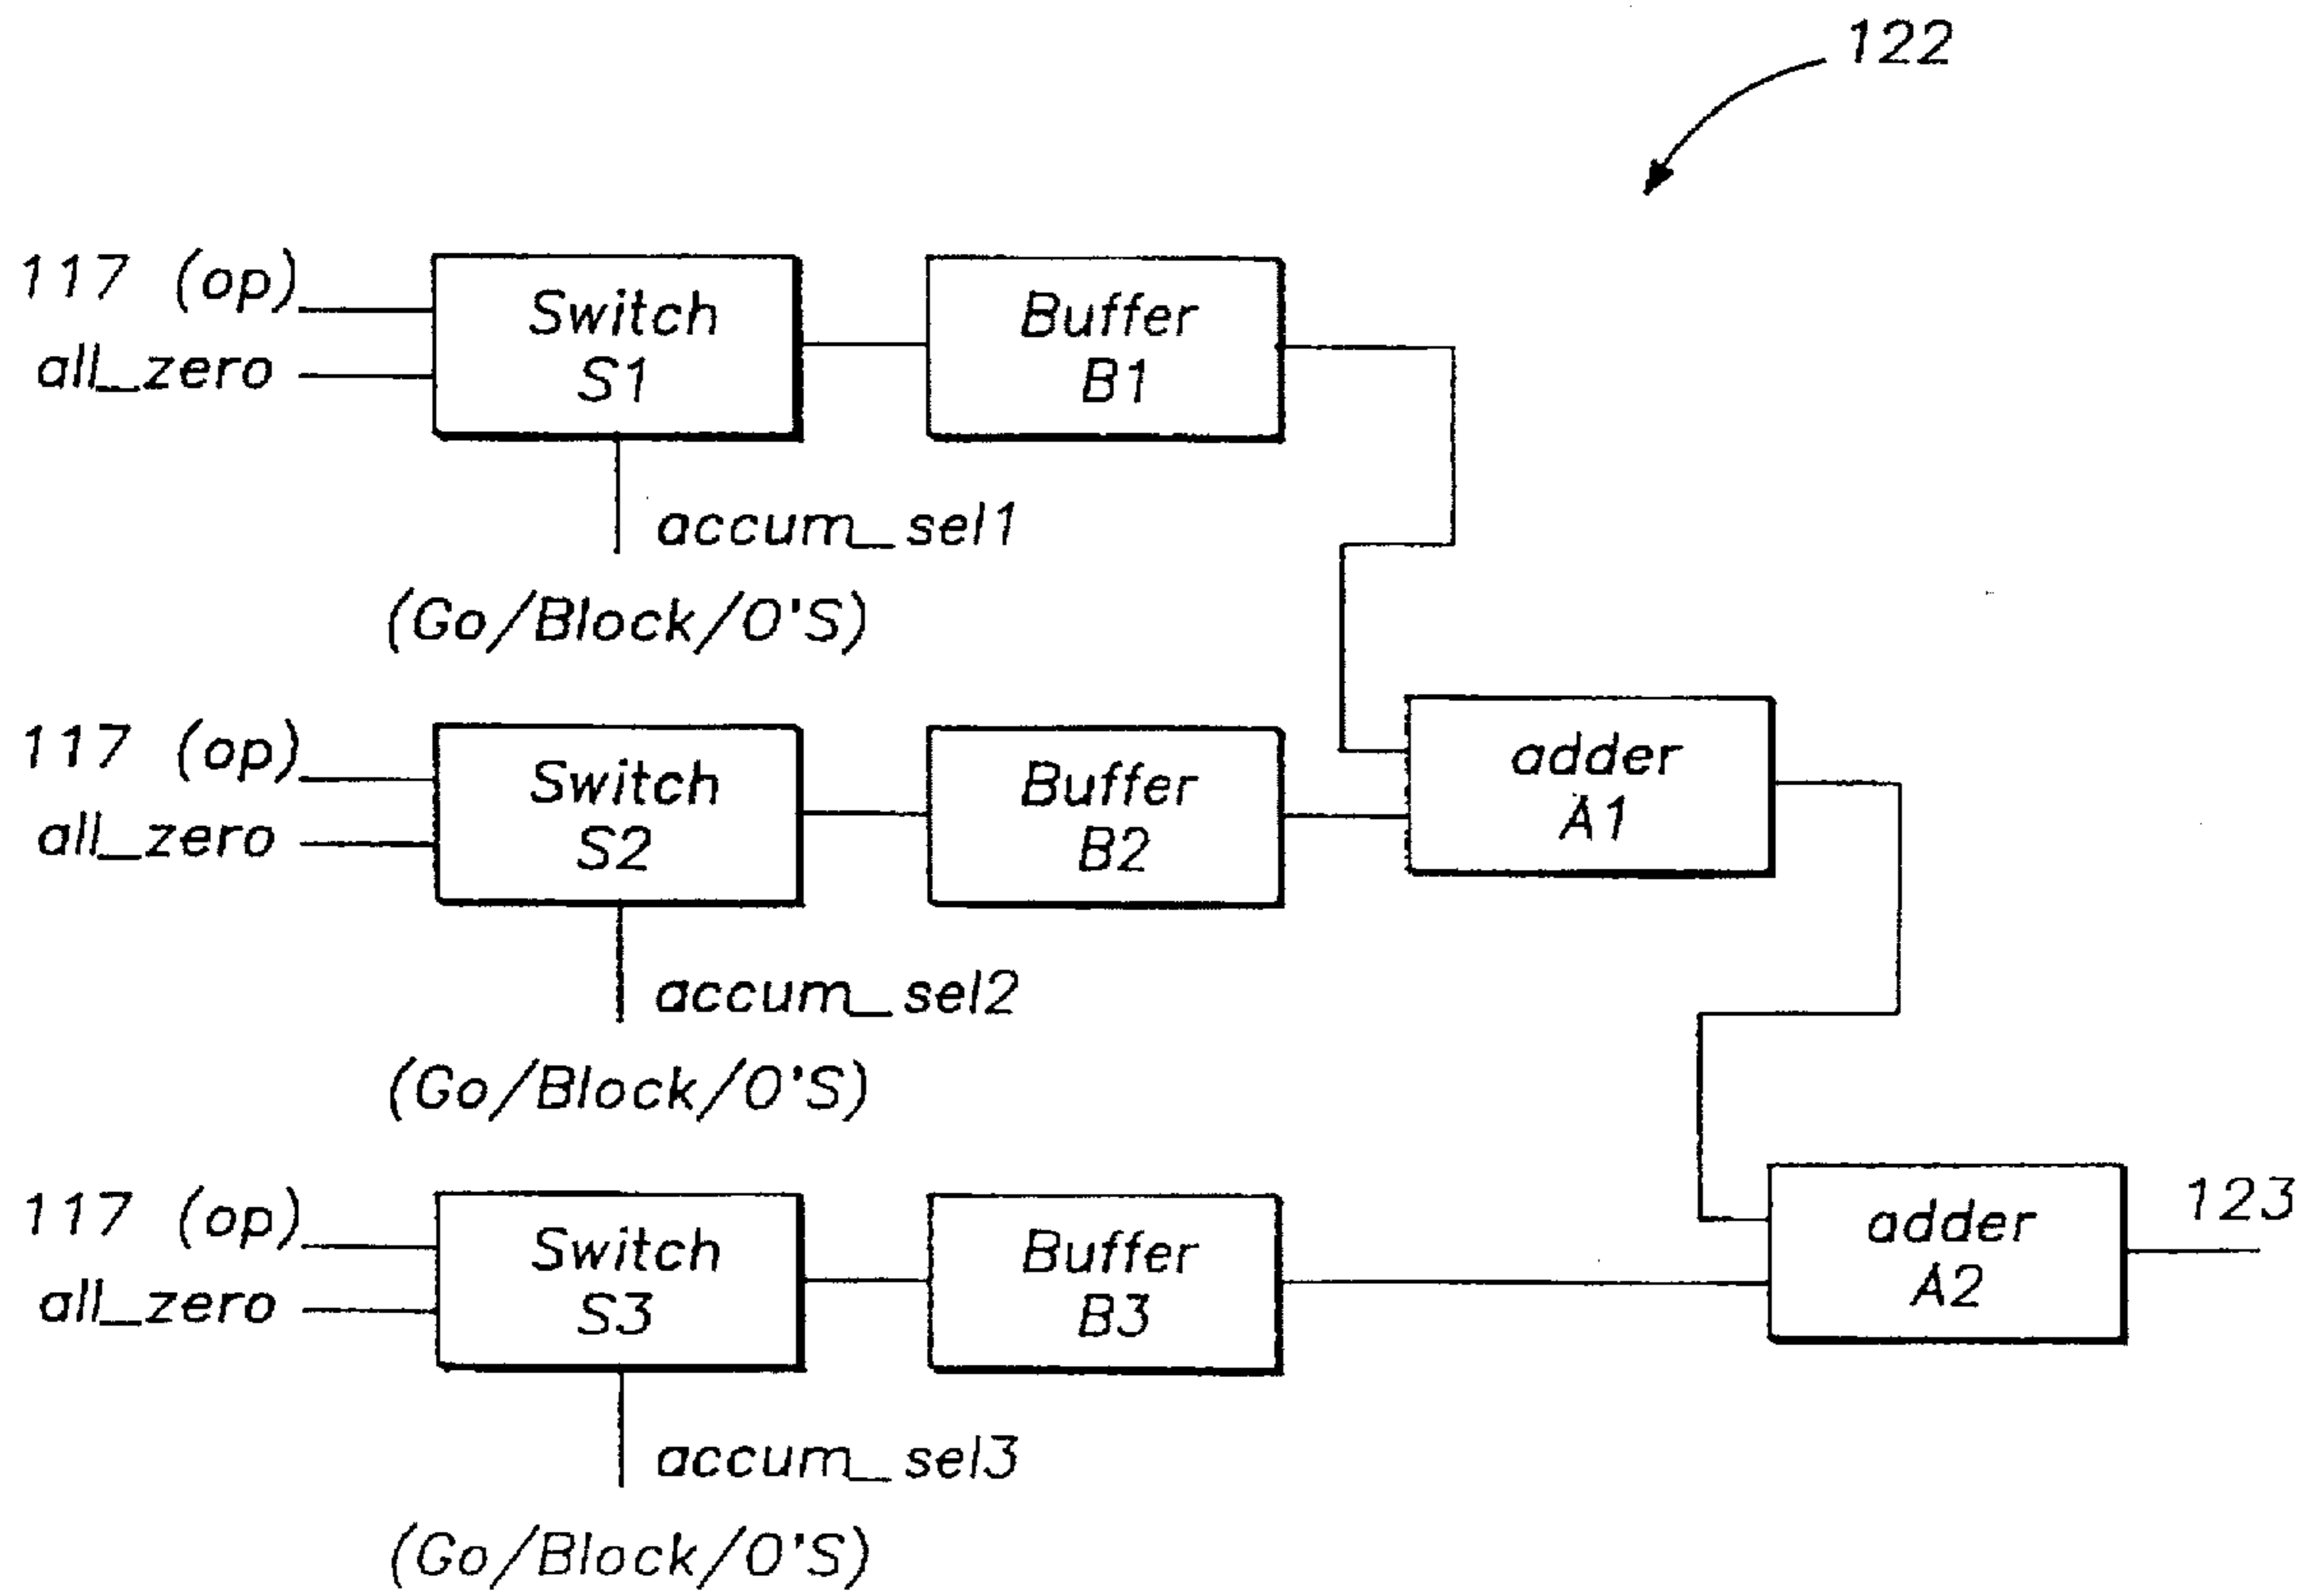 122
117 (op)
all_zero
Switch
S1
Buffer
B1
accum_sel1
(Go/Block/0'S)
117 (op)
all_zero
Switch
S2
Buffer
B2
adder
A1
accum_sel2
(Go/Block/0'S)
117 (op)
all_zero
Switch
S3
Buffer
B3
adder
A2
123
accum_sel3
(Go/Block/0'S)